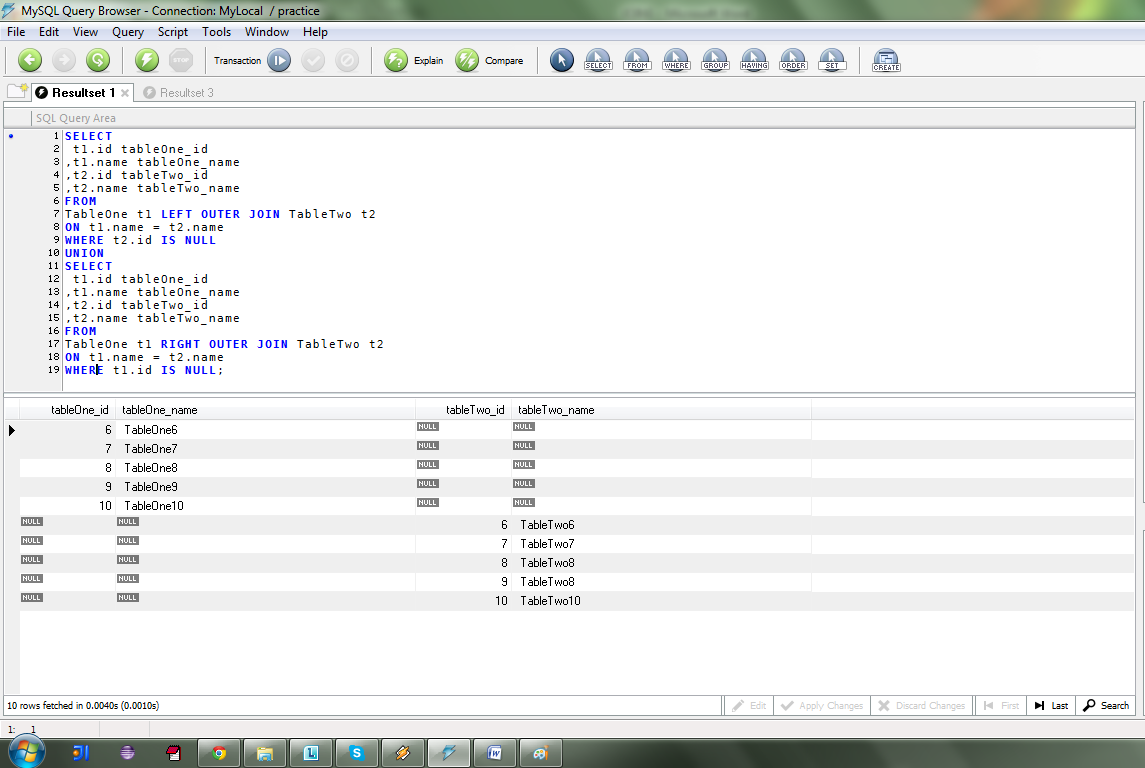 MySQL Query Browser - Connection: MyLocal / practice
File Edit View Query Script Tools Window Help
STOP Transaction Explain Compare SELECT FROM WHERE GROUP HAVING ORDER SET CREATE
Resultset 1 Resultset 3
SQL Query Area
1 SELECT
2 t1.id tableOne_id
3 ,t1.name tableOne_name
4 ,t2.id tableTwo_id
5 ,t2.name tableTwo_name
6 FROM
7 TableOne t1 LEFT OUTER JOIN TableTwo t2
8 ON t1.name = t2.name
9 WHERE t2.id IS NULL
10 UNION
11 SELECT
12 t1.id tableOne_id
13 ,t1.name tableOne_name
14 ,t2.id tableTwo_id
15 ,t2.name tableTwo_name
16 FROM
17 TableOne t1 RIGHT OUTER JOIN TableTwo t2
18 ON t1.name = t2.name
19 WHERE t1.id IS NULL;
tableOne_id tableOne_name tableTwo_id tableTwo_name
6 TableOne6 NULL NULL
7 TableOne7 NULL NULL
8 TableOne8 NULL NULL
9 TableOne9 NULL NULL
10 TableOne10 NULL NULL
NULL NULL 6 TableTwo6
NULL NULL 7 TableTwo7
NULL NULL 8 TableTwo8
NULL NULL 9 TableTwo8
NULL NULL 10 TableTwo10
10 rows fetched in 0.0040s (0.0010s) Edit Apply Changes Discard Changes First Last Search
1: 1